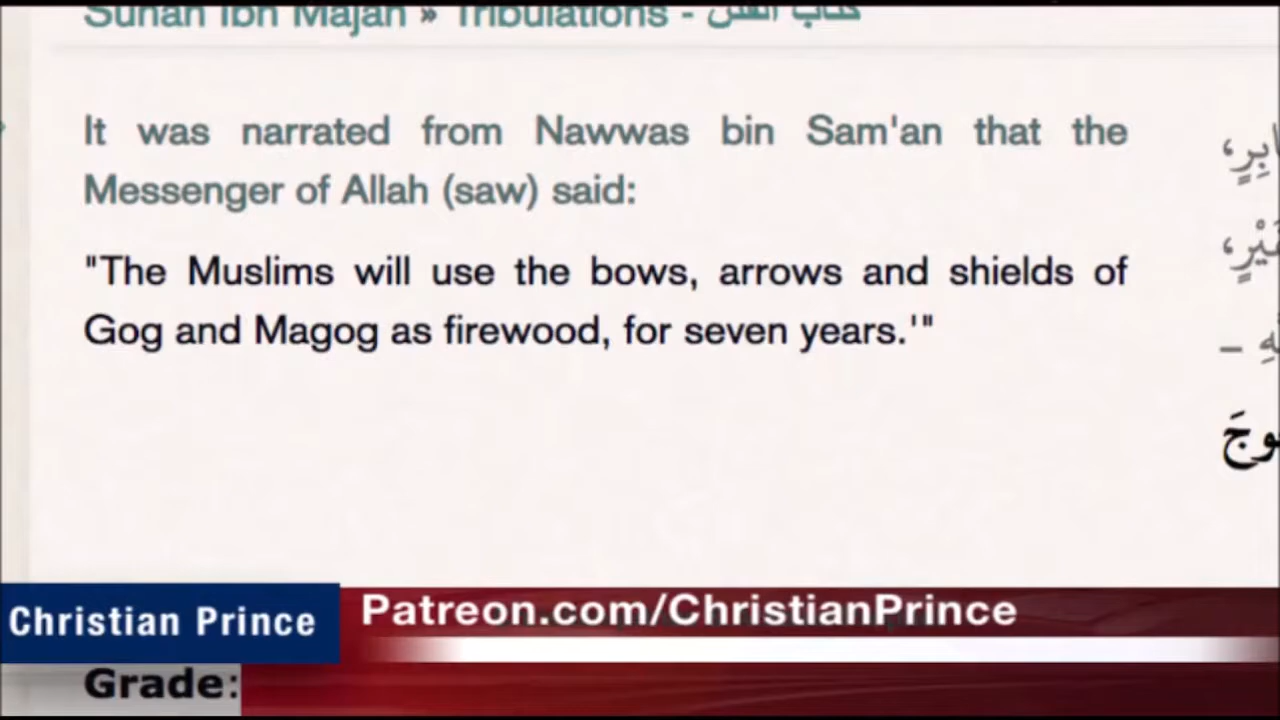 Sunan Ibn Majah » Tribulations - كتاب الفتن
It was narrated from Nawwas bin Sam'an that the
Messenger of Allah (saw) said:
"The Muslims will use the bows, arrows and shields of
Gog and Magog as firewood, for seven years.'"
Christian Prince
Patreon.com/ChristianPrince
Grade: